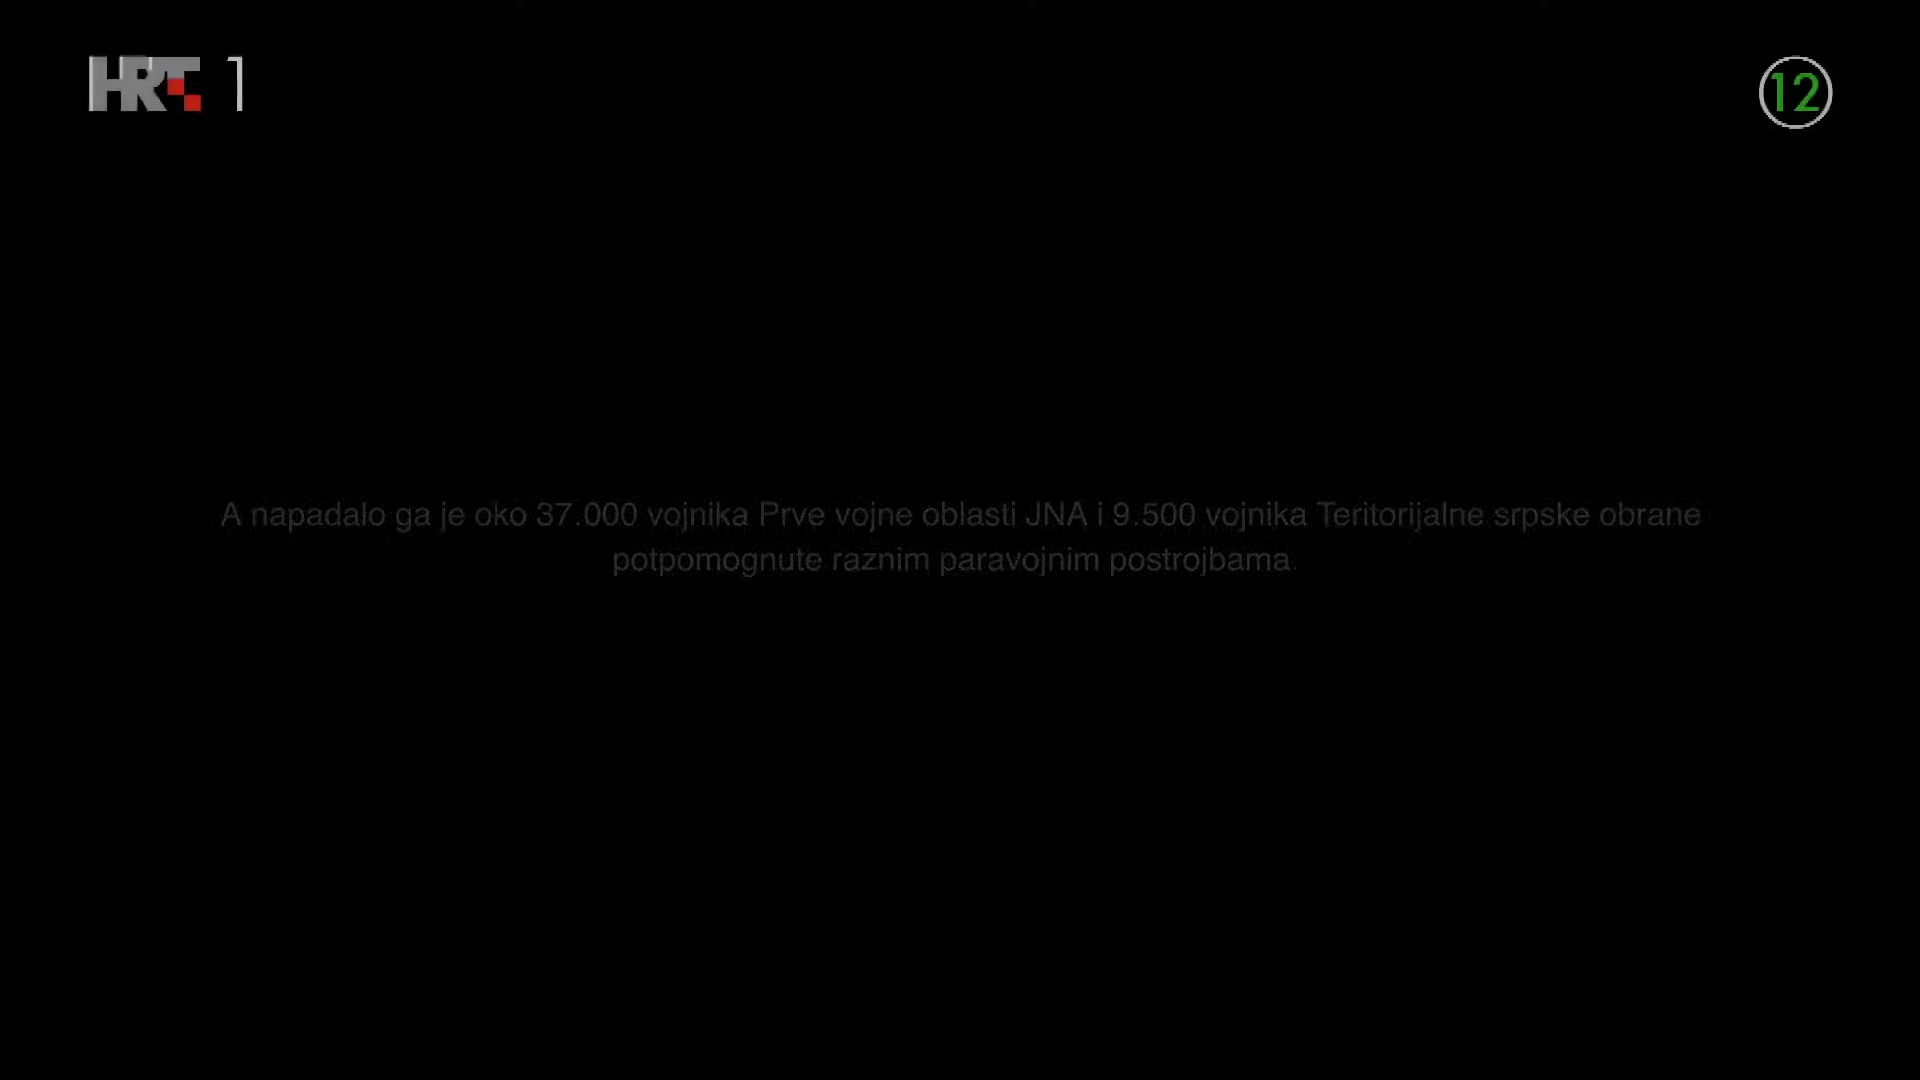 HRT 1
12
A napadalo ga je oko 37.000 vojnika Prve vojne oblasti JNA i 9.500 vojnika Teritorijalne srpske obrane
potpomognute raznim paravojnim postrojbama.